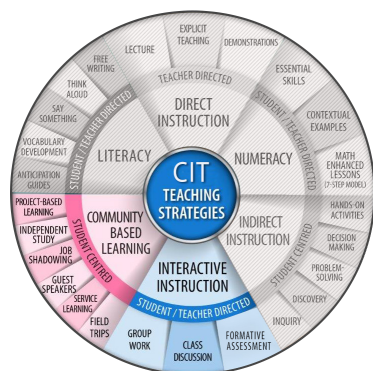 CIT
TEACHING
STRATEGIES
DIRECT
INSTRUCTION
TEACHER DIRECTED
LECTURE
EXPLICIT
TEACHING
DEMONSTRATIONS
NUMERACY
STUDENT / TEACHER DIRECTED
ESSENTIAL
SKILLS
CONTEXTUAL
EXAMPLES
MATH
ENHANCED
LESSONS
(7-STEP MODEL)
INDIRECT
INSTRUCTION
STUDENT CENTRED
HANDS-ON
ACTIVITIES
DECISION
MAKING
PROBLEM-
SOLVING
DISCOVERY
INQUIRY
INTERACTIVE
INSTRUCTION
STUDENT / TEACHER DIRECTED
FORMATIVE
ASSESSMENT
CLASS
DISCUSSION
GROUP
WORK
COMMUNITY
BASED
LEARNING
STUDENT CENTRED
FIELD
TRIPS
SERVICE
LEARNING
GUEST
SPEAKERS
JOB
SHADOWING
INDEPENDENT
STUDY
PROJECT-BASED
LEARNING
LITERACY
STUDENT / TEACHER DIRECTED
ANTICIPATION
GUIDES
VOCABULARY
DEVELOPMENT
SAY
SOMETHING
THINK
ALOUD
FREE
WRITING